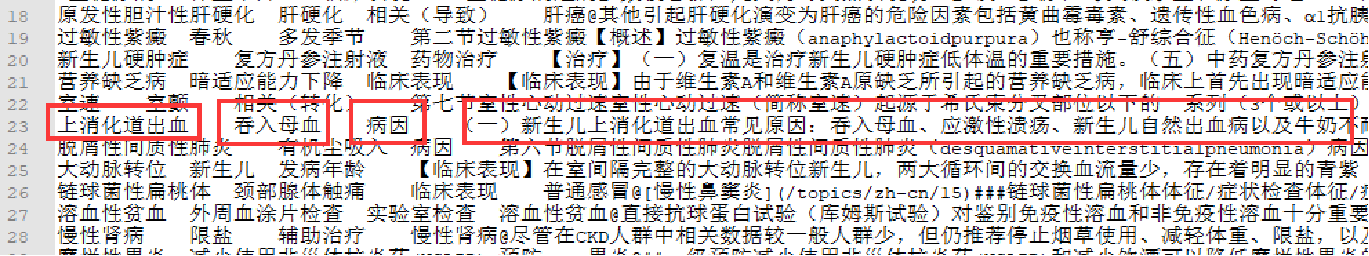 18 原发性胆汁性肝硬化 肝硬化 相关（导致） 肝癌@其他引起肝硬化演变为肝癌的危险因素包括黄曲霉毒素、遗传性血色病、α1抗胰
19 过敏性紫癜 春秋 多发季节 第二节过敏性紫癜【概述】过敏性紫癜（anaphylactoidpurpura）也称亨-舒综合征（Henöch-Schöh
20 新生儿硬肿症 复方丹参注射液 药物治疗 【治疗】（一）复温是治疗新生儿硬肿症低体温的重要措施。（五）中药复方丹参注
21 营养缺乏病 暗适应能力下降 临床表现 【临床表现】由于维生素A和维生素A原缺乏所引起的营养缺乏病，临床上首先出现暗适应
22 室速 室颤 相关（转化） 第七节室性心动过速室性心动过速（简称室速）起源于希氏束分叉部位以下的 系列（3个或以上）
23 上消化道出血 吞入母血 病因 （一）新生儿上消化道出血常见原因：吞入母血、应激性溃疡、新生儿自然出血病以及牛奶不
24 脱屑性间质性肺炎 有机尘吸入 病因 第六节脱屑性间质性肺炎脱屑性间质性肺炎（desquamativeinterstitialpneumonia）病因
25 大动脉转位 新生儿 发病年龄 【临床表现】在室间隔完整的大动脉转位新生儿，两大循环间的交换血流量少，存在着明显的青紫
26 链球菌性扁桃体 颈部腺体触痛 临床表现 普通感冒@[慢性鼻窦炎](/topics/zh-cn/15)###链球菌性扁桃体体征/症状检查体征/
27 溶血性贫血 外周血涂片检查 实验室检查 溶血性贫血@直接抗球蛋白试验（库姆斯试验）对鉴别免疫性溶血和非免疫性溶血十分重要
28 慢性肾病 限盐 辅助治疗 慢性肾病@尽管在CKD人群中相关数据较一般人群少，但仍推荐停止烟草使用、减轻体重、限盐，以